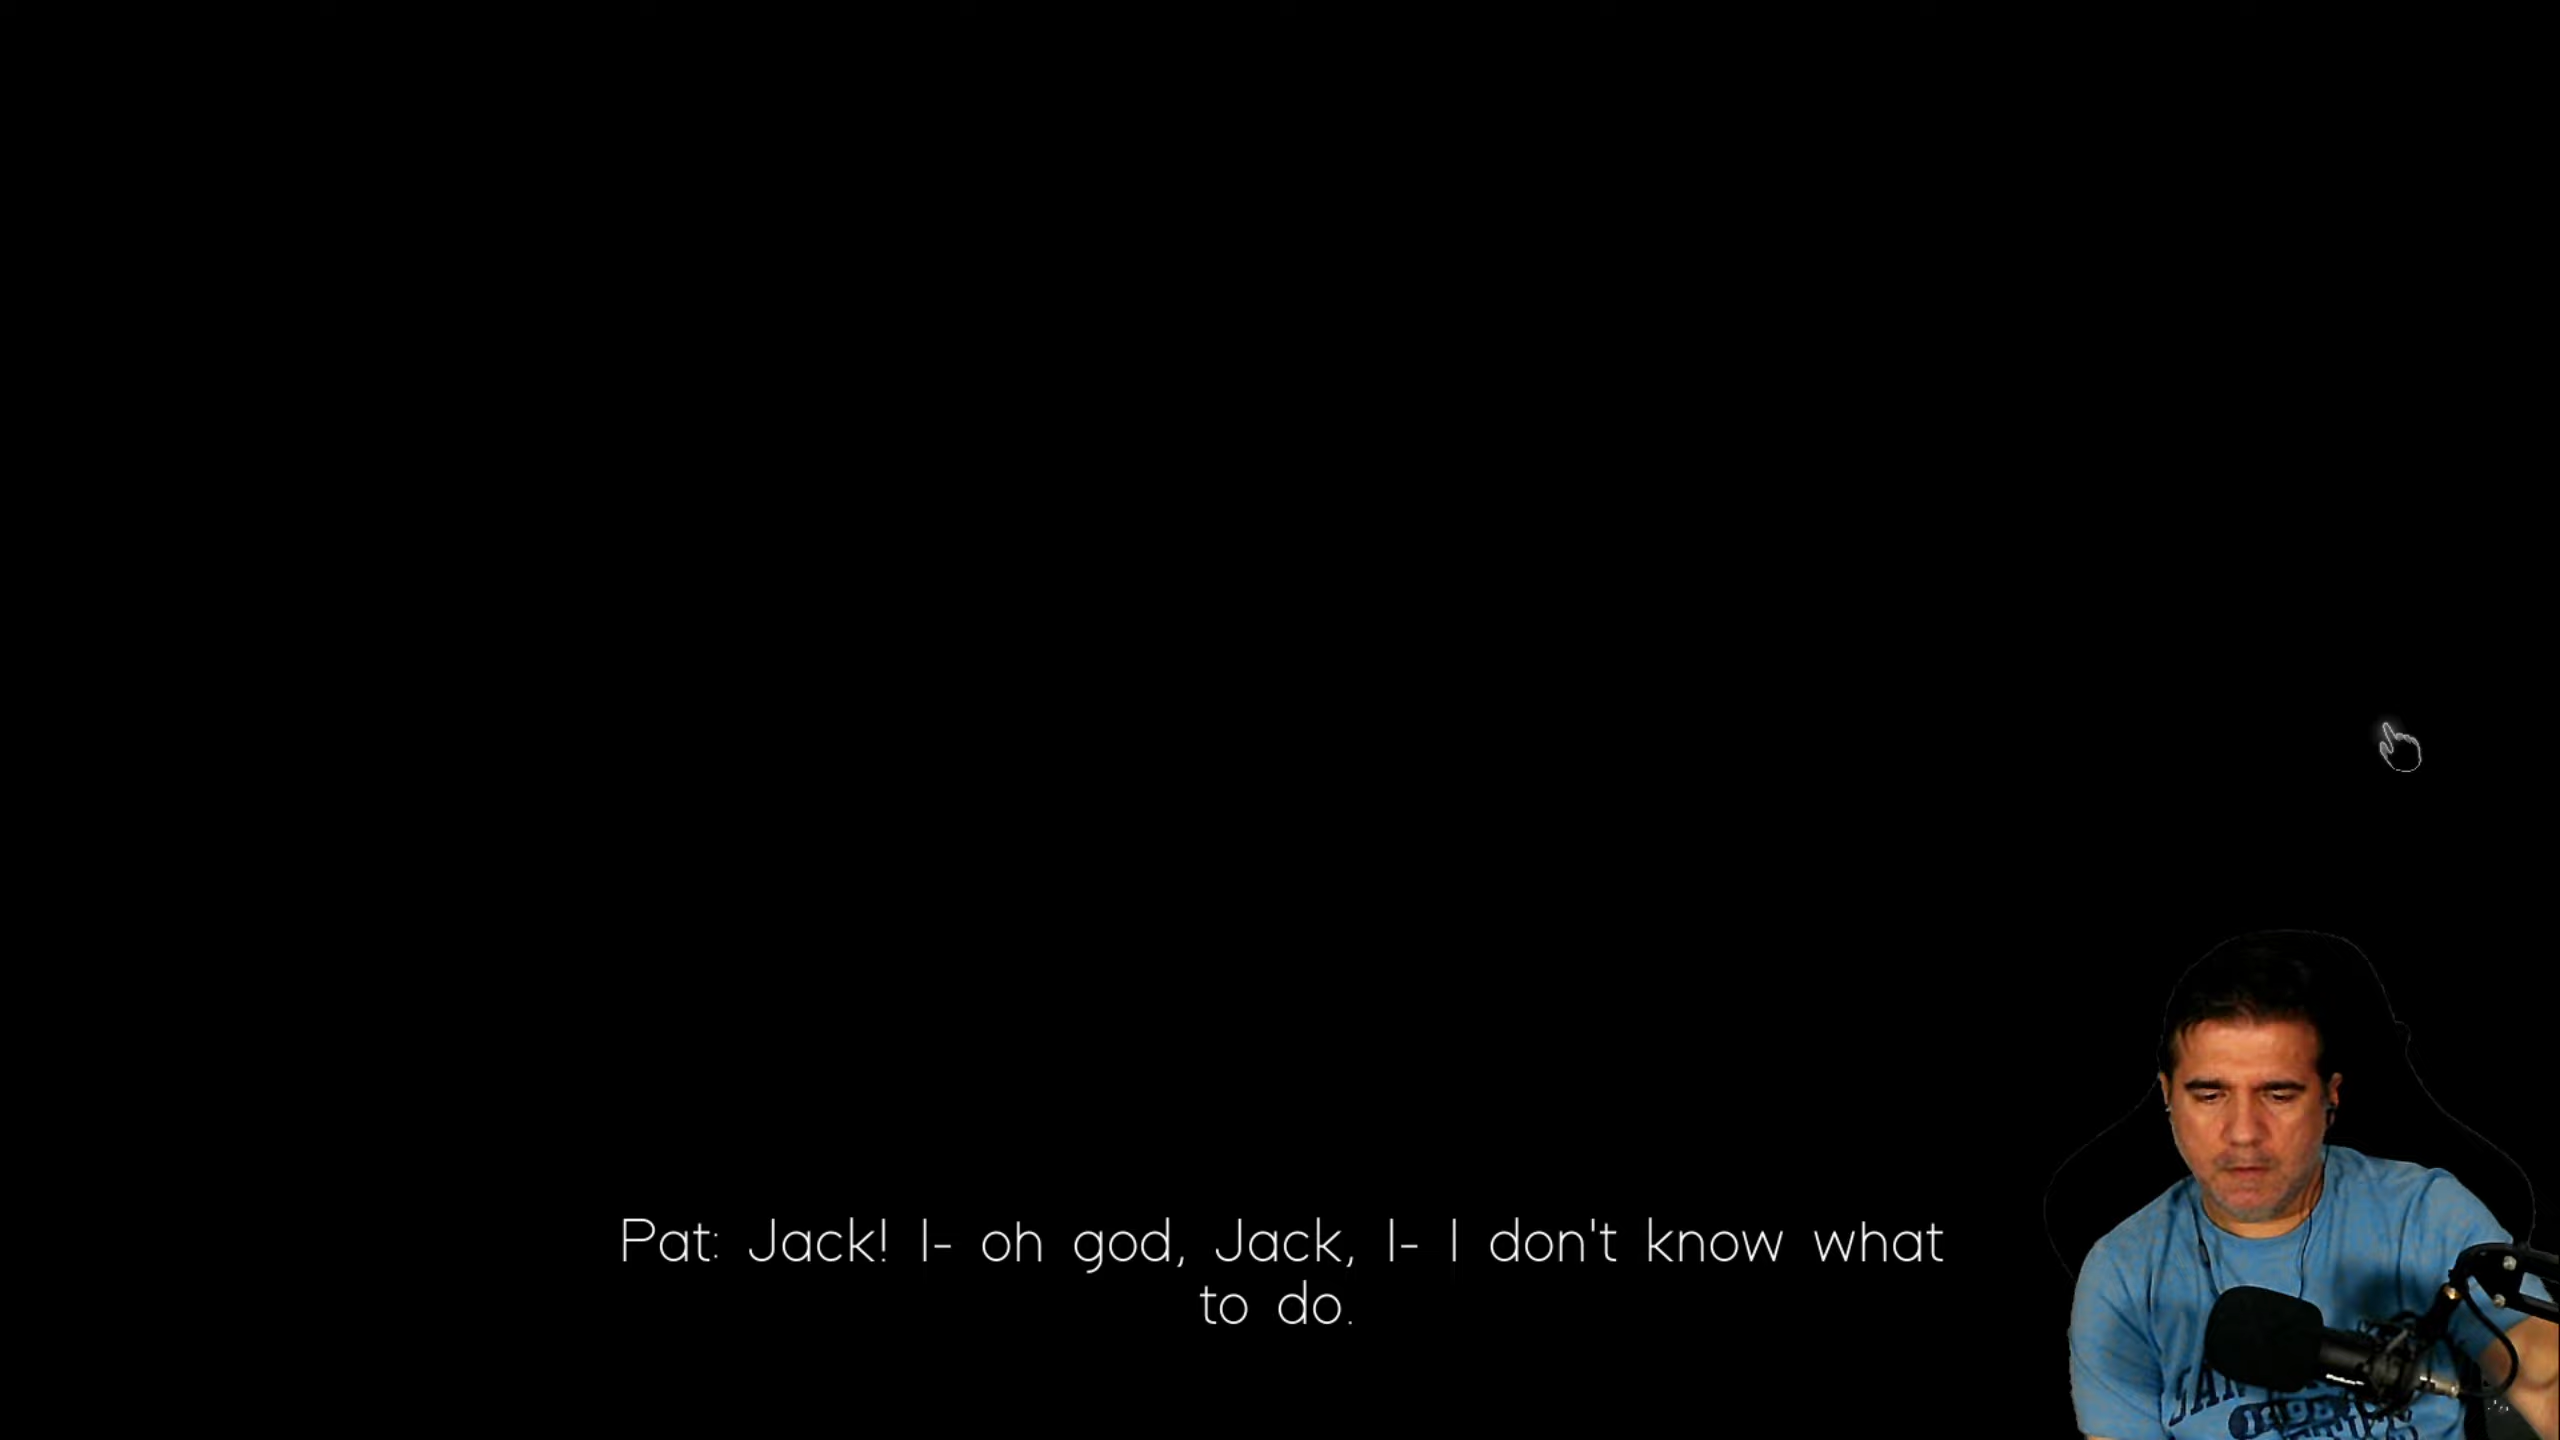 Pat: Jack! I- oh god, Jack, I- I don't know what
to do.